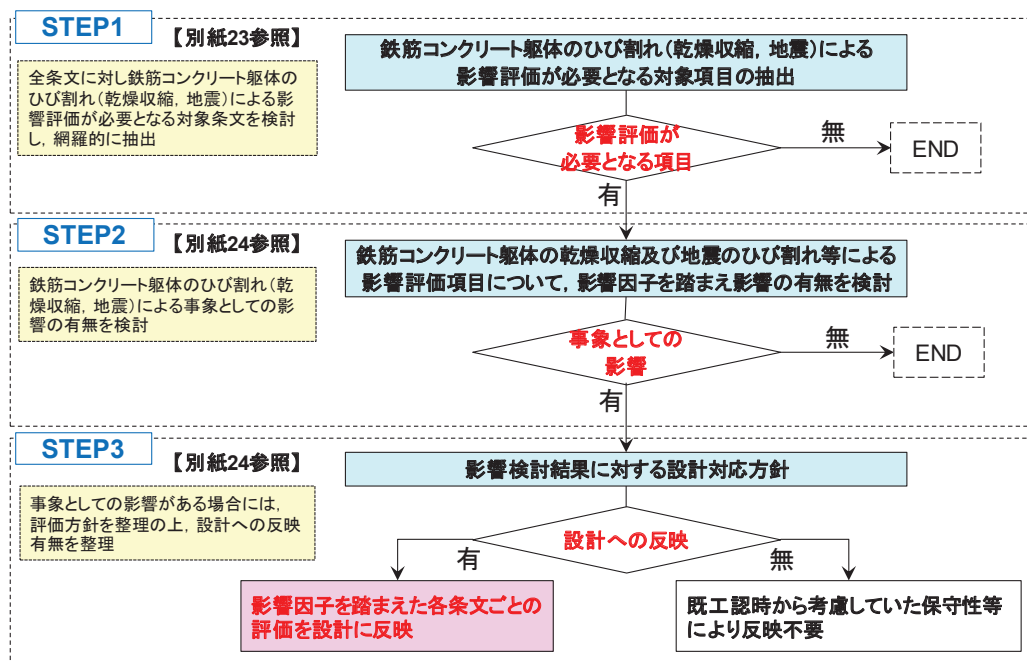 STEP1
【別紙23参照】
全条文に対し鉄筋コンクリート躯体の
ひび割れ(乾燥収縮，地震)による影
響評価が必要となる対象条文を検討
し，網羅的に抽出
鉄筋コンクリート躯体のひび割れ(乾燥収縮，地震)による
影響評価が必要となる対象項目の抽出
影響評価が
必要となる項目
無
END
有
STEP2
【別紙24参照】
鉄筋コンクリート躯体のひび割れ(乾
燥収縮，地震)による事象としての影
響の有無を検討
鉄筋コンクリート躯体の乾燥収縮及び地震のひび割れ等による
影響評価項目について，影響因子を踏まえ影響の有無を検討
事象としての
影響
無
END
有
STEP3
【別紙24参照】
事象としての影響がある場合には，
評価方針を整理の上，設計への反映
有無を整理
影響検討結果に対する設計対応方針
設計への反映
有
無
影響因子を踏まえた各条文ごとの
評価を設計に反映
既工認時から考慮していた保守性等
により反映不要